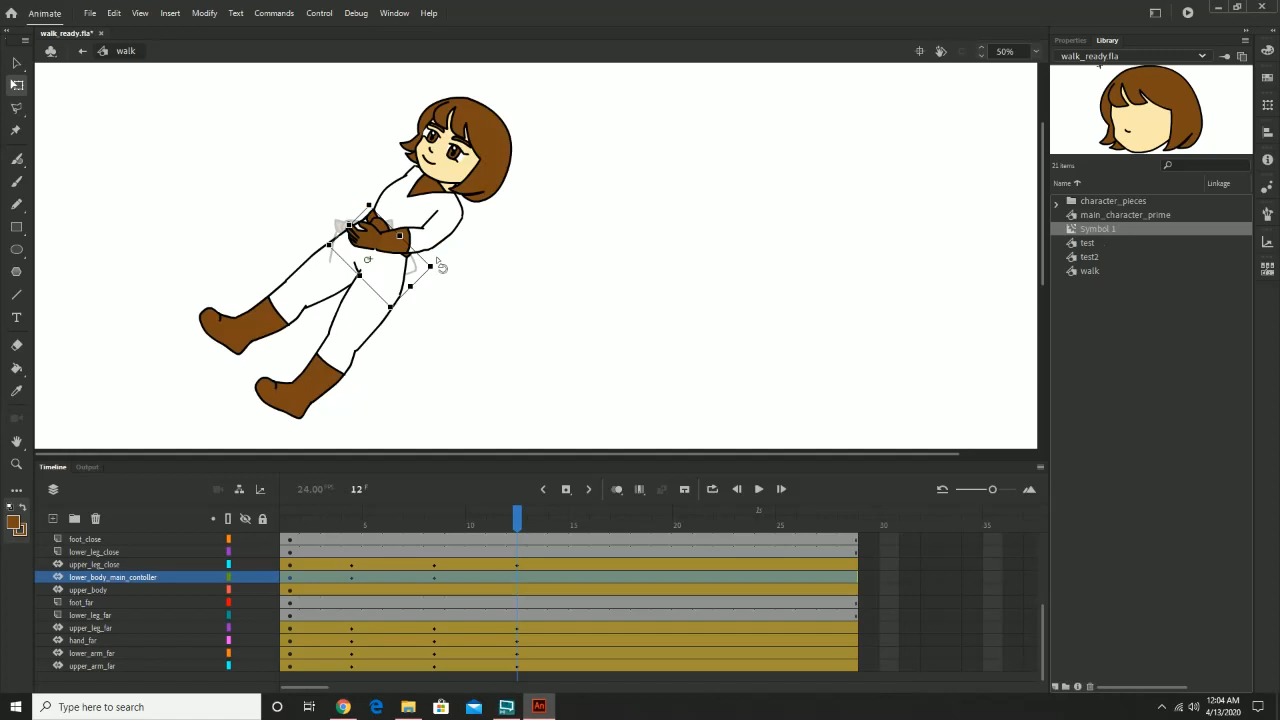 Animate File Edit View Insert Modify Text Commands Control Debug Window Help
walk_ready.fla*
walk 50%
Properties Library
walk_ready.fla
21 items
Name Linkage
character_pieces
main_character_prime
Symbol 1
test
test2
walk
Timeline Output
24.00 FPS 12 F
1s
5 10 15 20 25 30 35
foot_close
lower_leg_close
upper_leg_close
lower_body_main_contoller
upper_body
foot_far
lower_leg_far
upper_leg_far
hand_far
lower_arm_far
upper_arm_far
Type here to search
An
12:04 AM
4/13/2020